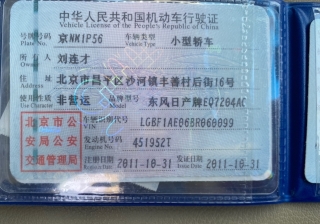 中华人民共和国机动车行驶证
Vehicle License of the People's Republic of China
号牌号码 京NK1P56 车辆类型 小型轿车
Plate No. Vehicle Type
所有人 刘连才
Owner
住址 北京市昌平区沙河镇丰善村后街16号
Address
使用性质 非营运 品牌型号 东风日产牌EQ7204AC
Use Character Model
北京市公 车辆识别代号 LGBF1AE068R060099
VIN
安局公安 发动机号码 451952T
Engine No.
交通管理局 注册日期 2011-10-31 发证日期 2011-10-31
Register Date Issue Date